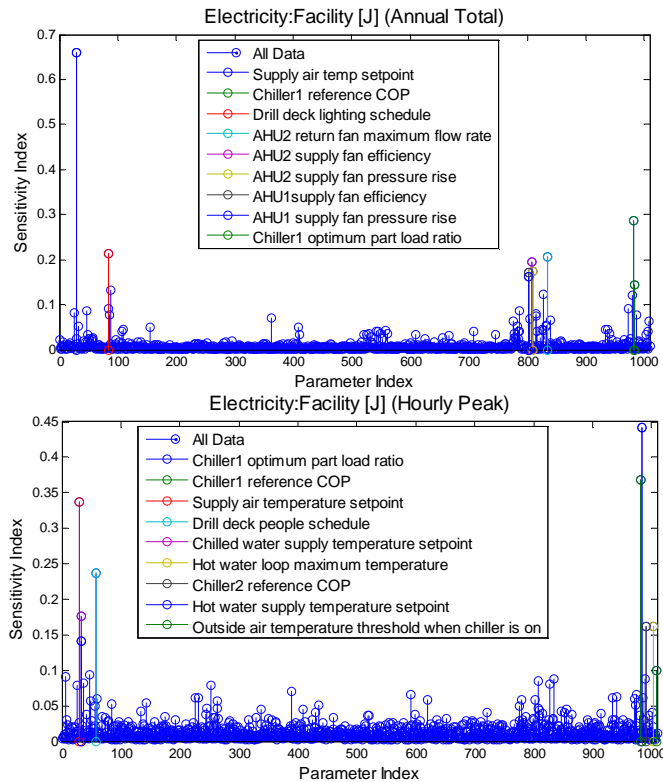 Electricity:Facility [J] (Annual Total)
0.7
0.6
0.5
0.4
0.3
0.2
0.1
0
Sensitivity Index
All Data
Supply air temp setpoint
Chiller1 reference COP
Drill deck lighting schedule
AHU2 return fan maximum flow rate
AHU2 supply fan efficiency
AHU2 supply fan pressure rise
AHU1supply fan efficiency
AHU1 supply fan pressure rise
Chiller1 optimum part load ratio
0 100 200 300 400 500 600 700 800 900 1000
Parameter Index
Electricity:Facility [J] (Hourly Peak)
0.45
0.4
0.35
0.3
0.25
0.2
0.15
0.1
0.05
0
Sensitivity Index
All Data
Chiller1 optimum part load ratio
Chiller1 reference COP
Supply air temperature setpoint
Drill deck people schedule
Chilled water supply temperature setpoint
Hot water loop maximum temperature
Chiller2 reference COP
Hot water supply temperature setpoint
Outside air temperature threshold when chiller is on
0 100 200 300 400 500 600 700 800 900 1000
Parameter Index